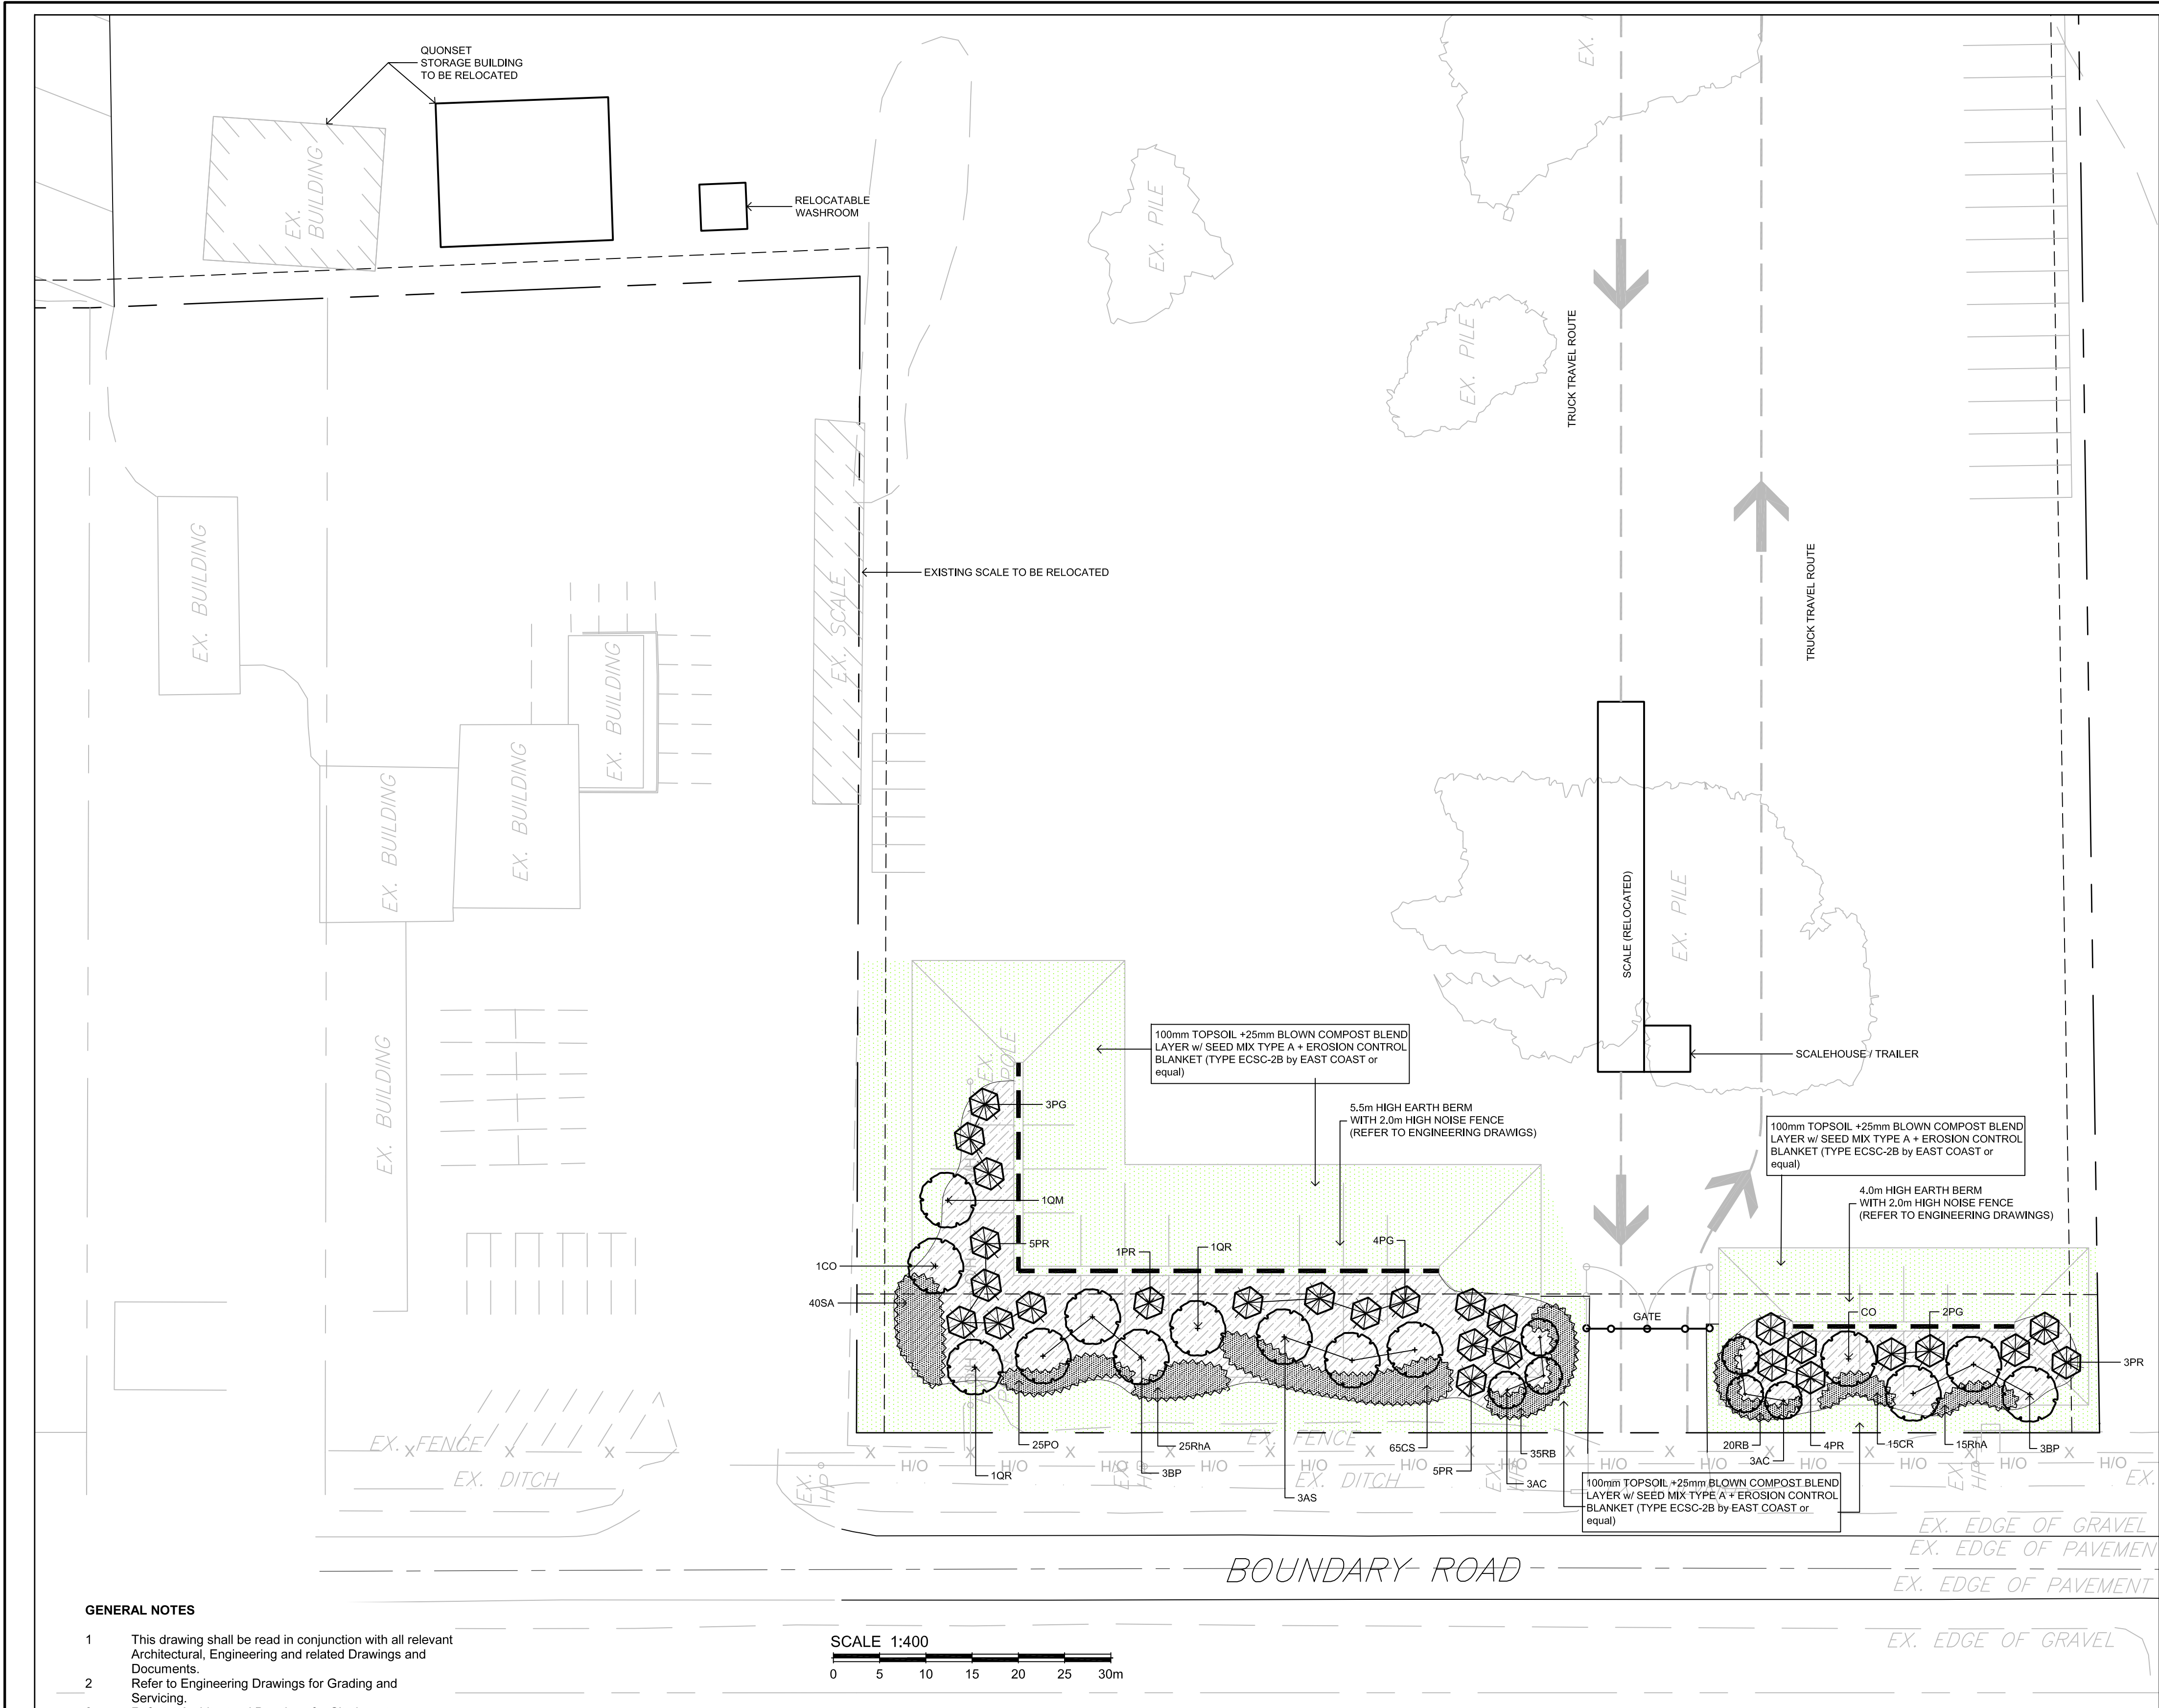 QUONSET
STORAGE BUILDING
TO BE RELOCATED
EX.
BUILDING
RELOCATABLE
WASHROOM
EX.
EX. PILE
EX. PILE
TRUCK TRAVEL ROUTE
TRUCK TRAVEL ROUTE
EX. BUILDING
EX. SCALE
EXISTING SCALE TO BE RELOCATED
EX. BUILDING
EX. BUILDING
EX. BUILDING
EX. BUILDING
SCALE (RELOCATED)
EX. PILE
SCALEHOUSE / TRAILER
EX.
POLE
100mm TOPSOIL +25mm BLOWN COMPOST BLEND
LAYER w/ SEED MIX TYPE A + EROSION CONTROL
BLANKET (TYPE ECSC-2B by EAST COAST or
equal)
5.5m HIGH EARTH BERM
WITH 2.0m HIGH NOISE FENCE
(REFER TO ENGINEERING DRAWIGS)
100mm TOPSOIL +25mm BLOWN COMPOST BLEND
LAYER w/ SEED MIX TYPE A + EROSION CONTROL
BLANKET (TYPE ECSC-2B by EAST COAST or
equal)
4.0m HIGH EARTH BERM
WITH 2.0m HIGH NOISE FENCE
(REFER TO ENGINEERING DRAWINGS)
3PG
1QM
5PR
1CO
40SA
1PR
1QR
4PG
GATE
CO
2PG
3PR
25PO
25RhA
65CS
35RB
20RB
4PR
15CR
15RhA
3BP
1QR
3BP
5PR
3AC
3AC
3AS
EX. FENCE
X X X X X X X X X X X X
EX. FENCE
H/O H/O H/O H/O H/O H/O H/O H/O H/O H/O H/O
EX. DITCH
EX.
HP
EX. DITCH
EX.
100mm TOPSOIL +25mm BLOWN COMPOST BLEND
LAYER w/ SEED MIX TYPE A + EROSION CONTROL
BLANKET (TYPE ECSC-2B by EAST COAST or
equal)
EX. EDGE OF GRAVEL
EX. EDGE OF PAVEMEN
BOUNDARY ROAD
EX. EDGE OF PAVEMENT
EX. EDGE OF GRAVEL
GENERAL NOTES
1 This drawing shall be read in conjunction with all relevant
Architectural, Engineering and related Drawings and
Documents.
2 Refer to Engineering Drawings for Grading and
Servicing.
SCALE 1:400
0 5 10 15 20 25 30m